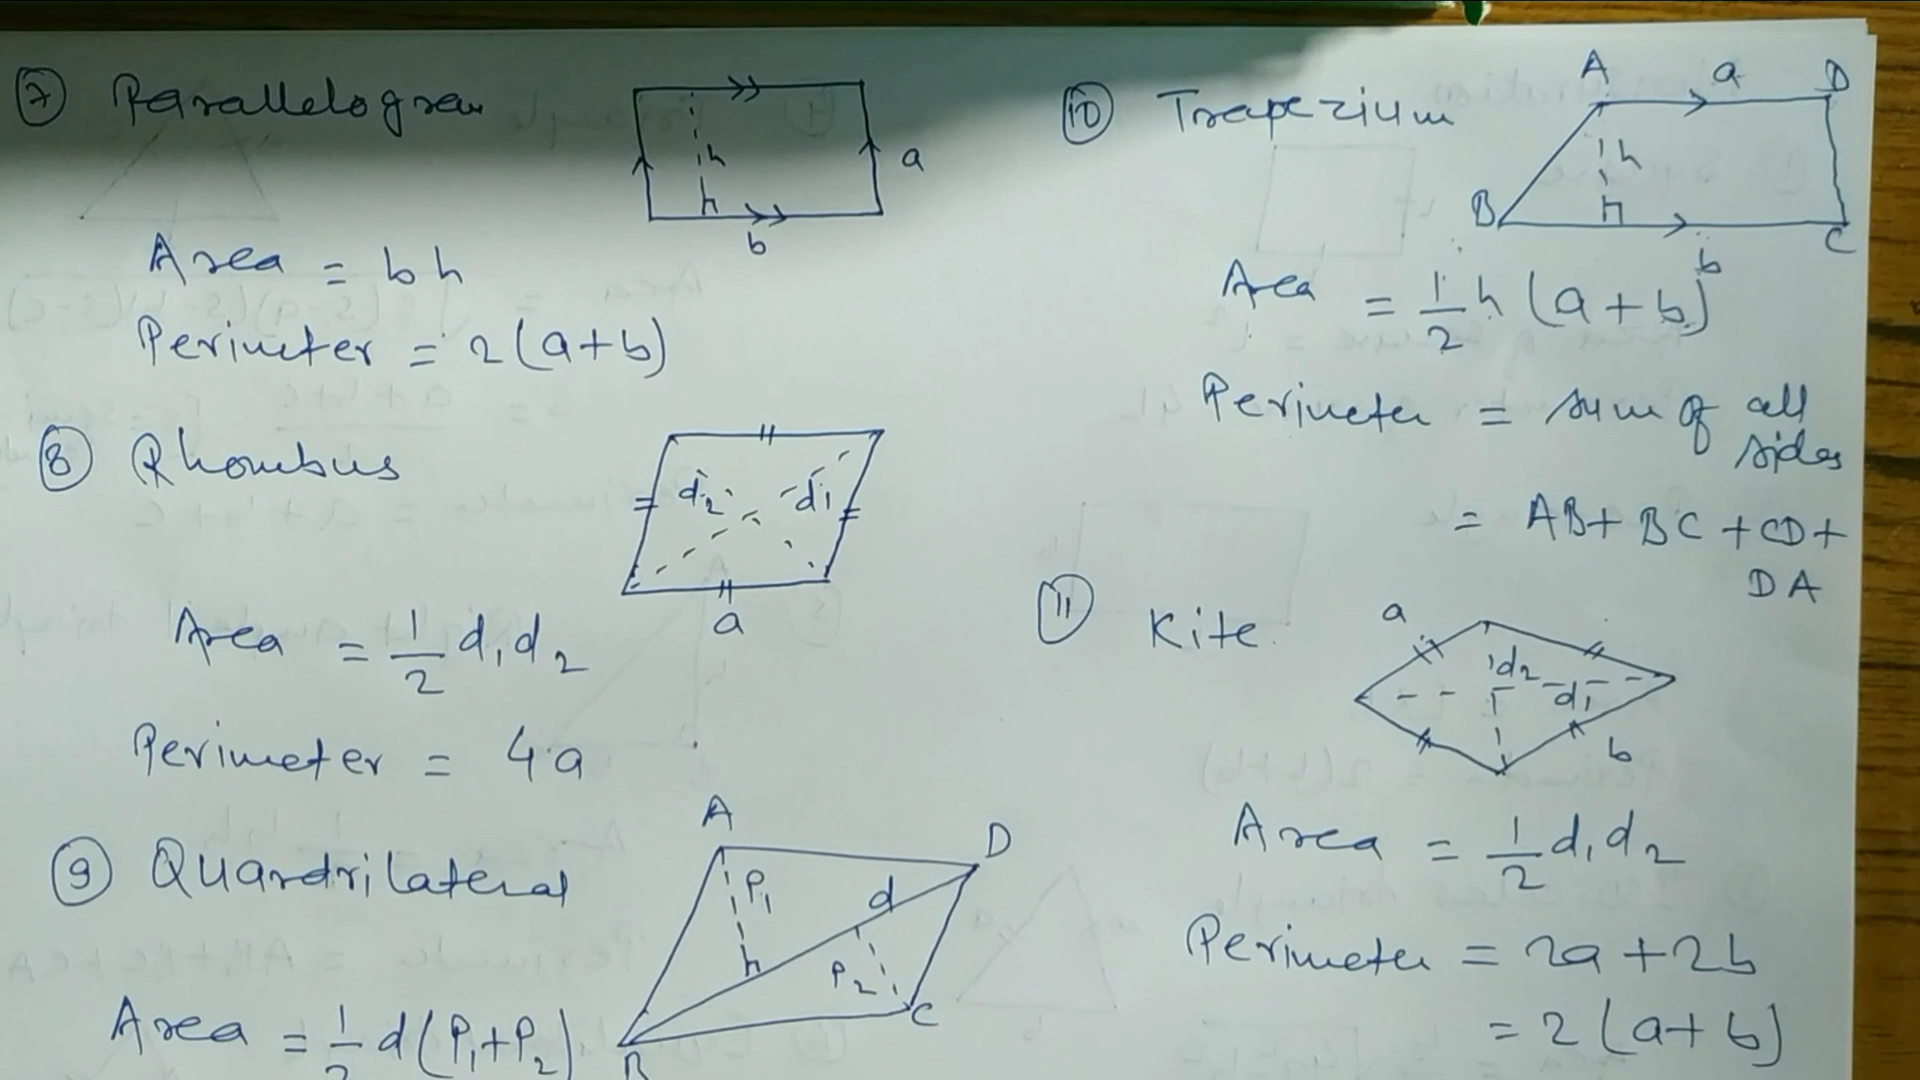 7 Parallelogram
h
a
b
Area = bh
Perimeter = 2(a+b)
8 Rhombus
d2 d1
a
Area = 1/2 d1d2
Perimeter = 4a
9 Quardrilateral
A
D
P1
d
P2
C
B
Area = 1/2 d(P1+P2)
10 Trapezium
A a D
h
B
C
b
Area = 1/2 h (a+b)
Perimeter = sum of all
sides
= AB + BC + CD +
DA
11 Kite
a
d2
d1
b
Area = 1/2 d1d2
Perimeter = 2a + 2b
= 2(a+b)